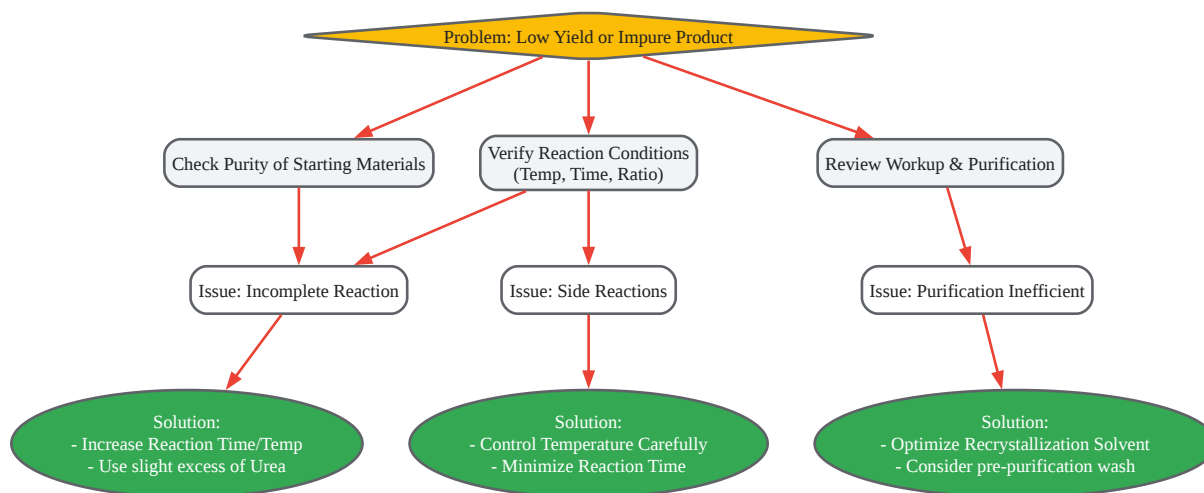 Problem: Low Yield or Impure Product
Check Purity of Starting Materials
Verify Reaction Conditions
(Temp, Time, Ratio)
Review Workup & Purification
Issue: Incomplete Reaction
Issue: Side Reactions
Issue: Purification Inefficient
Solution:
- Increase Reaction Time/Temp
- Use slight excess of Urea
Solution:
- Control Temperature Carefully
- Minimize Reaction Time
Solution:
- Optimize Recrystallization Solvent
- Consider pre-purification wash